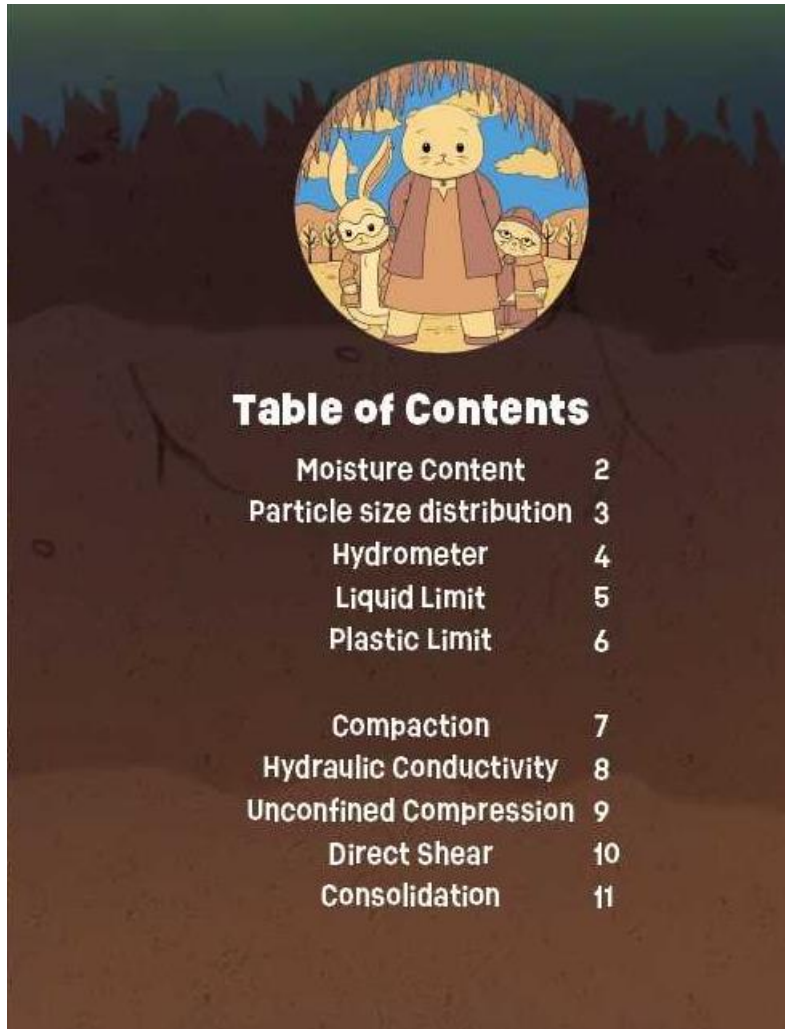 Table of Contents
Moisture Content 2
Particle size distribution 3
Hydrometer 4
Liquid Limit 5
Plastic Limit 6
Compaction 7
Hydraulic Conductivity 8
Unconfined Compression 9
Direct Shear 10
Consolidation 11